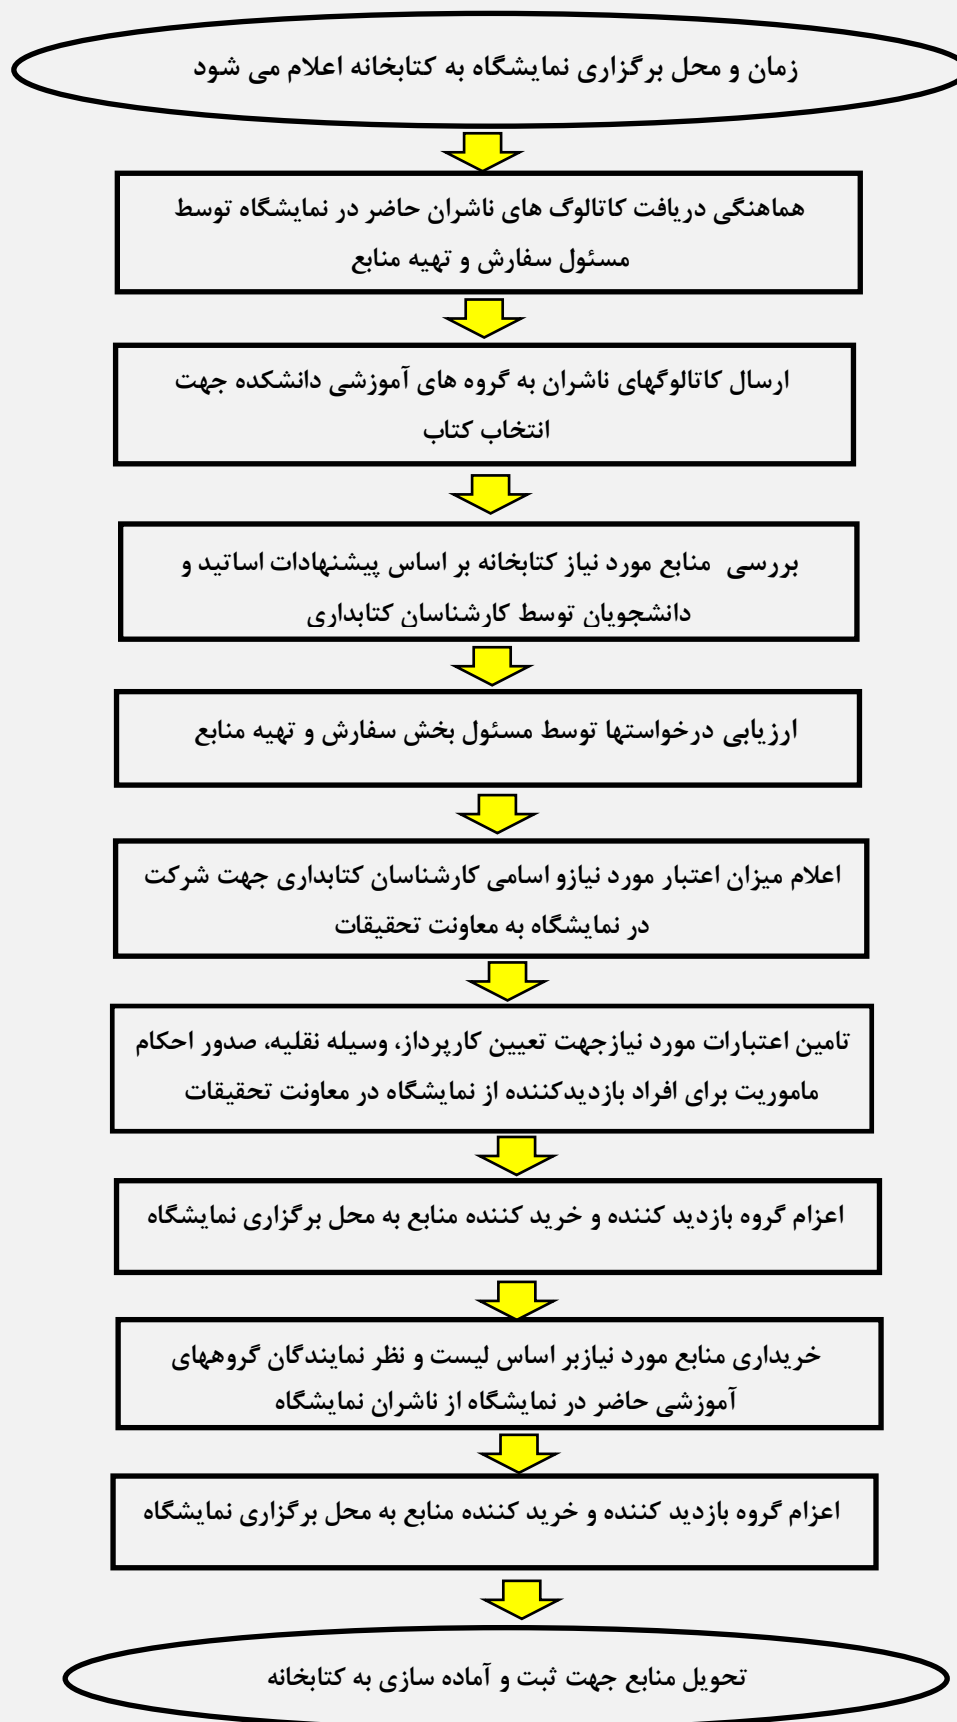 زمان و محل برگزاری نمایشگاه به کتابخانه اعلام می شود
هماهنگی دریافت کاتالوگ های ناشران حاضر در نمایشگاه توسط
مسئول سفارش و تهیه منابع
ارسال کاتالوگهای ناشران به گروه های آموزشی دانشکده جهت
انتخاب کتاب
بررسی منابع مورد نیاز کتابخانه بر اساس پیشنهادات اساتید و
دانشجویان توسط کارشناسان کتابداری
ارزیابی درخواستها توسط مسئول بخش سفارش و تهیه منابع
اعلام میزان اعتبار مورد نیازو اسامی کارشناسان کتابداری جهت شرکت
در نمایشگاه به معاونت تحقیقات
تامین اعتبارات مورد نیازجهت تعیین کارپرداز، وسیله نقلیه، صدور احکام
ماموریت برای افراد بازدیدکننده از نمایشگاه در معاونت تحقیقات
اعزام گروه بازدید کننده و خرید کننده منابع به محل برگزاری نمایشگاه
خریداری منابع مورد نیازبر اساس لیست و نظر نمایندگان گروههای
آموزشی حاضر در نمایشگاه از ناشران نمایشگاه
اعزام گروه بازدید کننده و خرید کننده منابع به محل برگزاری نمایشگاه
تحویل منابع جهت ثبت و آماده سازی به کتابخانه